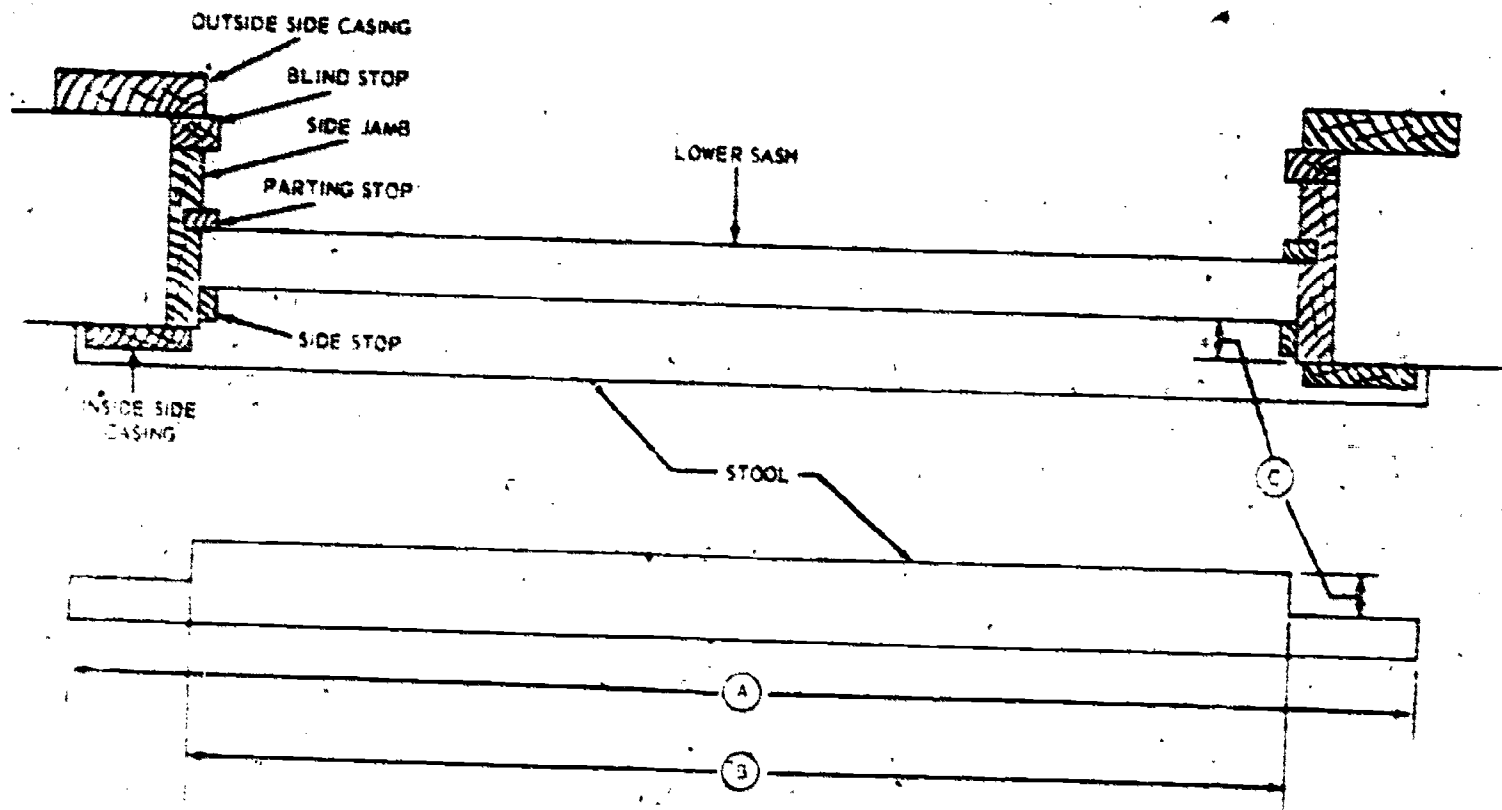 OUTSIDE SIDE CASING
BLIND STOP
SIDE JAMB
LOWER SASH
PARTING STOP
SIDE STOP
INSIDE SIDE
CASING
STOOL
C
A
B